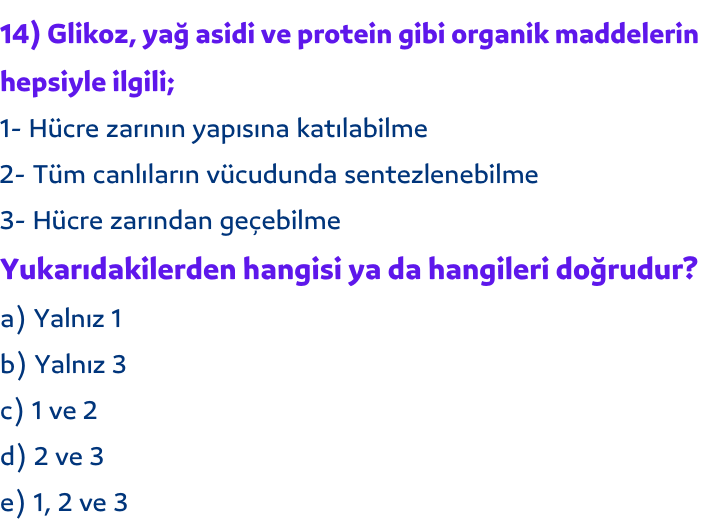 14) Glikoz, yağ asidi ve protein gibi organik maddelerin
hepsiyle ilgili;
1- Hücre zarının yapısına katılabilme
2- Tüm canlıların vücudunda sentezlenebilme
3- Hücre zarından geçebilme
Yukarıdakilerden hangisi ya da hangileri doğrudur?
a) Yalnız 1
b) Yalnız 3
c) 1 ve 2
d) 2 ve 3
e) 1, 2 ve 3